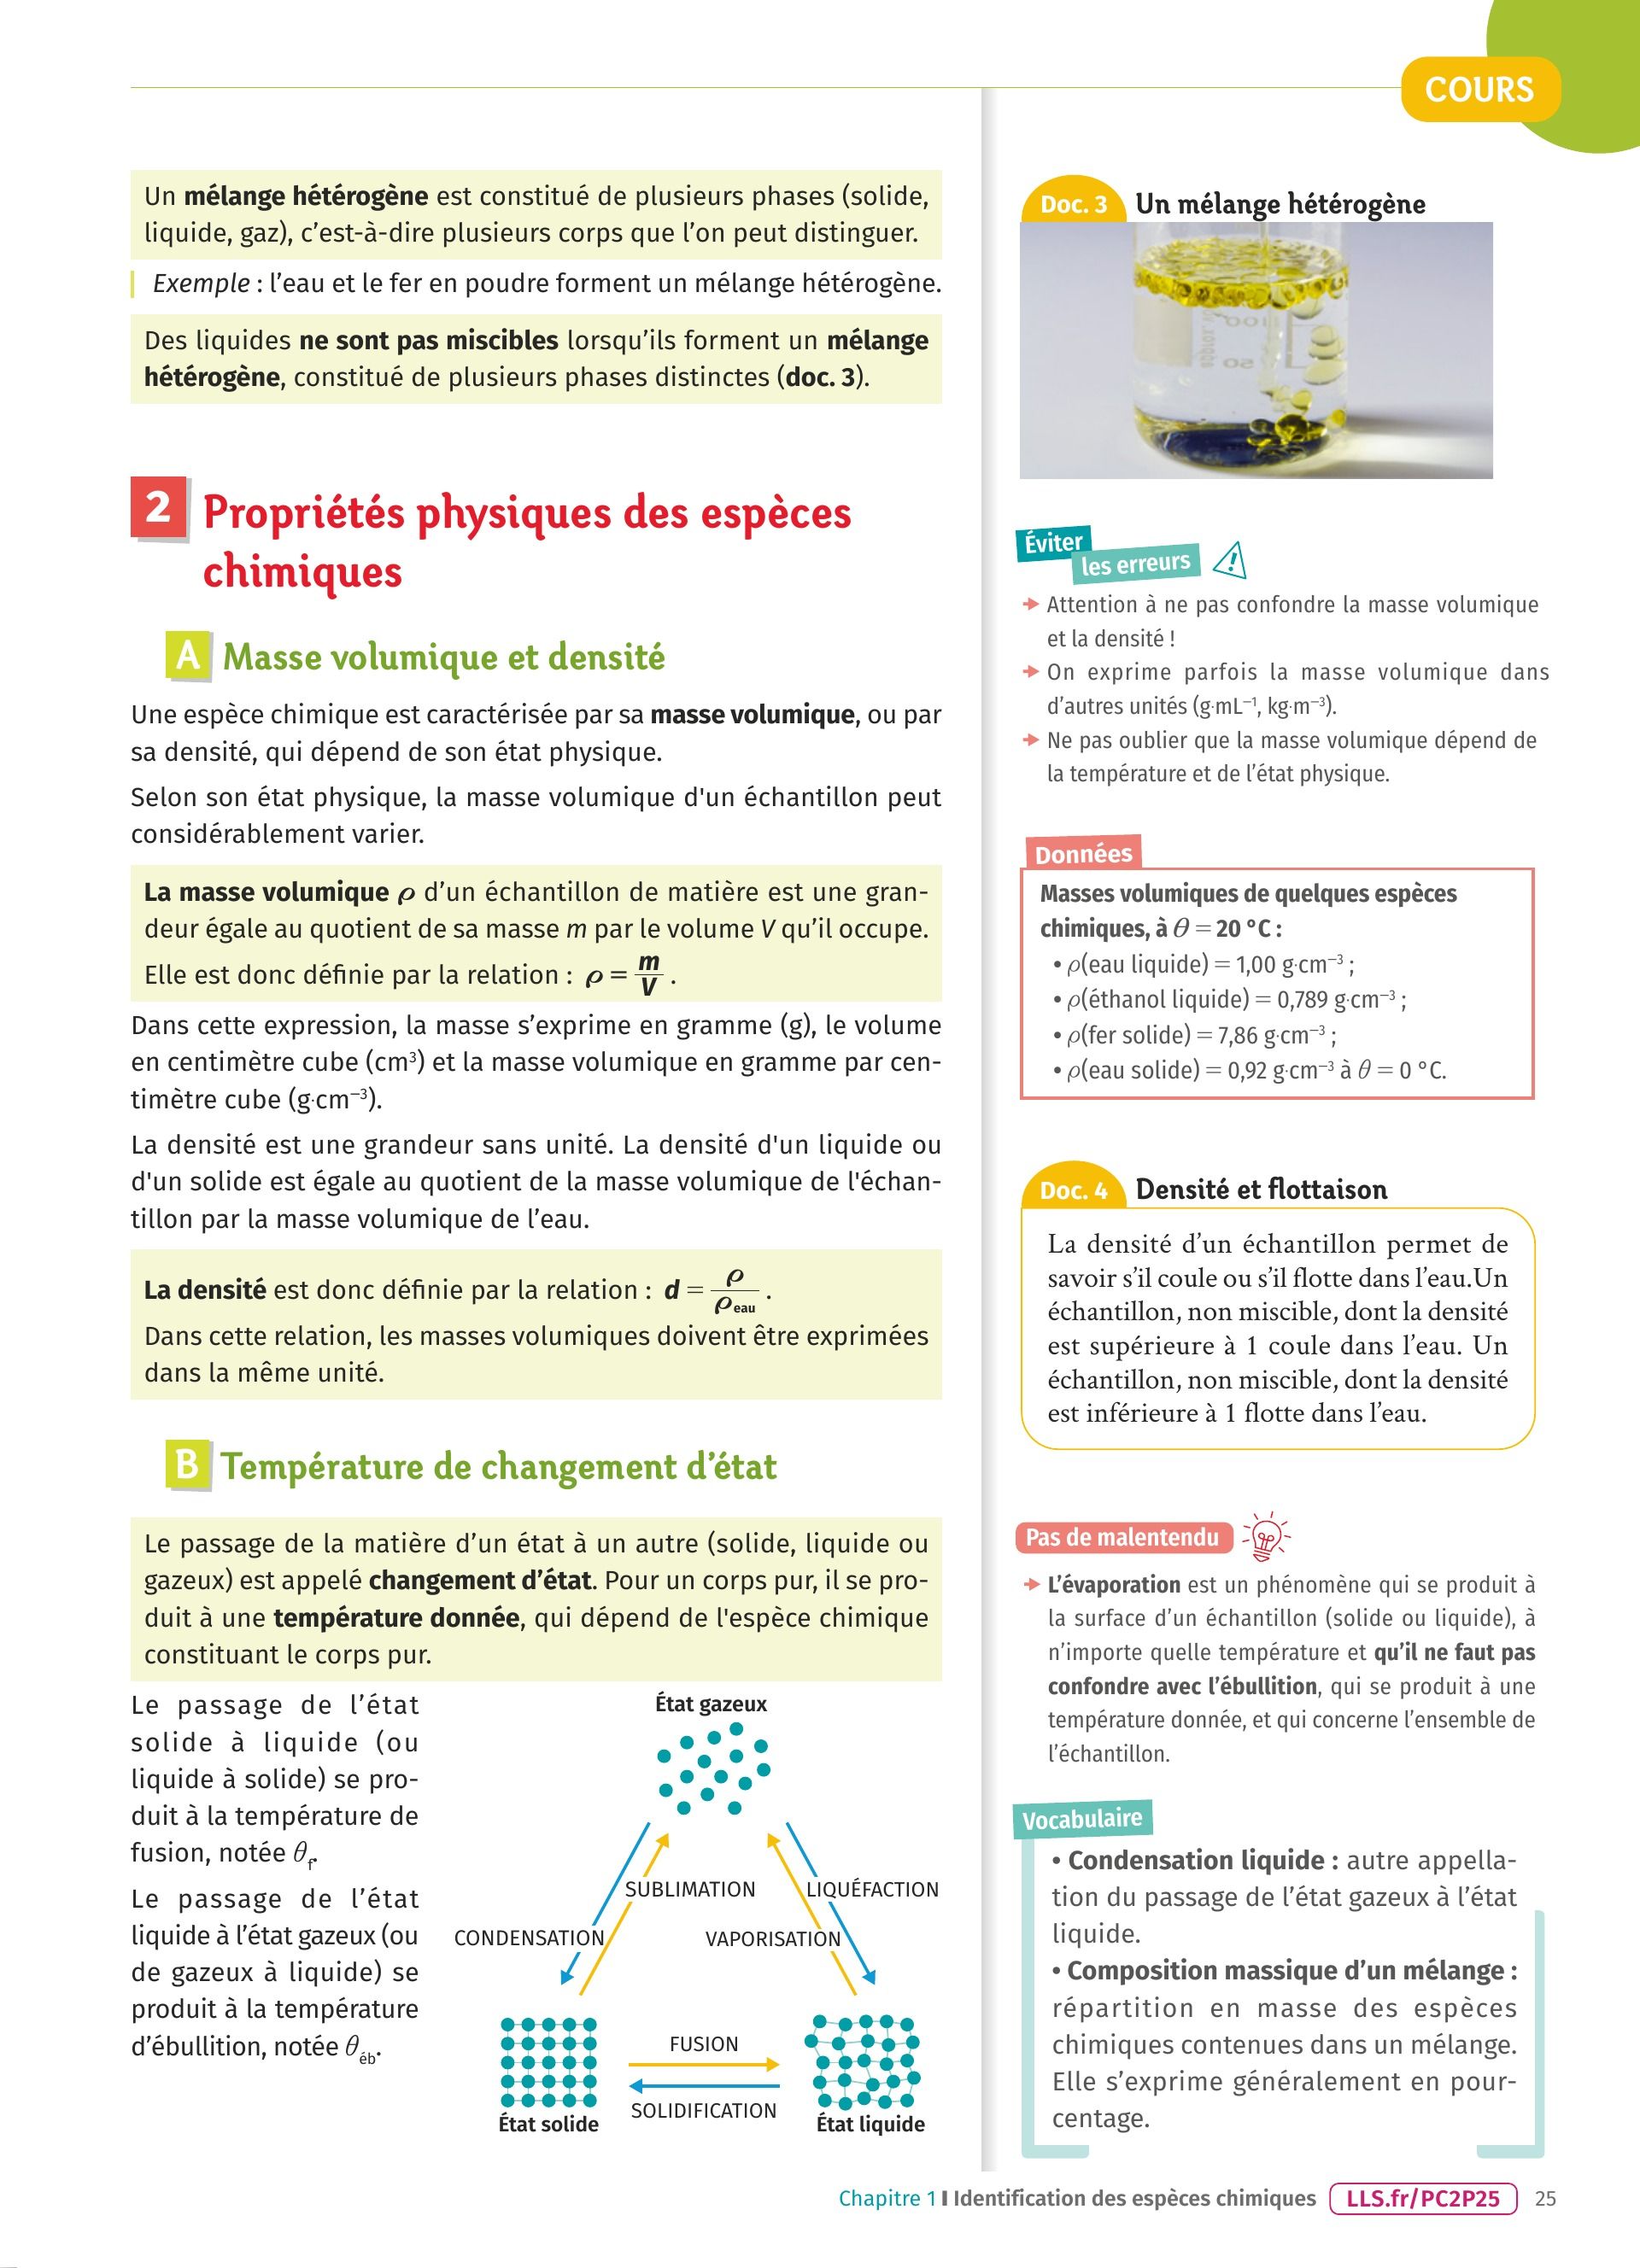 COURS
Un mélange hétérogène est constitué de plusieurs phases (solide,
liquide, gaz), c’est-à-dire plusieurs corps que l’on peut distinguer.
Exemple : l’eau et le fer en poudre forment un mélange hétérogène.
Des liquides ne sont pas miscibles lorsqu’ils forment un mélange
hétérogène, constitué de plusieurs phases distinctes (doc. 3).
2 Propriétés physiques des espèces
chimiques
A Masse volumique et densité
Une espèce chimique est caractérisée par sa masse volumique, ou par
sa densité, qui dépend de son état physique.
Selon son état physique, la masse volumique d'un échantillon peut
considérablement varier.
La masse volumique ρ d’un échantillon de matière est une gran-
deur égale au quotient de sa masse m par le volume V qu’il occupe.
Elle est donc définie par la relation : ρ = m/V .
Dans cette expression, la masse s’exprime en gramme (g), le volume
en centimètre cube (cm³) et la masse volumique en gramme par cen-
timètre cube (g·cm⁻³).
La densité est une grandeur sans unité. La densité d'un liquide ou
d'un solide est égale au quotient de la masse volumique de l'échan-
tillon par la masse volumique de l’eau.
La densité est donc définie par la relation : d = ρ/ρeau .
Dans cette relation, les masses volumiques doivent être exprimées
dans la même unité.
B Température de changement d’état
Le passage de la matière d’un état à un autre (solide, liquide ou
gazeux) est appelé changement d’état. Pour un corps pur, il se pro-
duit à une température donnée, qui dépend de l'espèce chimique
constituant le corps pur.
Le passage de l’état
solide à liquide (ou
liquide à solide) se pro-
duit à la température de
fusion, notée θf.
Le passage de l’état
liquide à l’état gazeux (ou
de gazeux à liquide) se
produit à la température
d’ébullition, notée θéb.
État gazeux
SUBLIMATION
LIQUÉFACTION
CONDENSATION
VAPORISATION
FUSION
SOLIDIFICATION
État solide
État liquide
Doc. 3 Un mélange hétérogène
100
50
Éviter
les erreurs
Attention à ne pas confondre la masse volumique
et la densité !
On exprime parfois la masse volumique dans
d’autres unités (g·mL⁻¹, kg·m⁻³).
Ne pas oublier que la masse volumique dépend de
la température et de l’état physique.
Données
Masses volumiques de quelques espèces
chimiques, à θ = 20 °C :
• ρ(eau liquide) = 1,00 g·cm⁻³ ;
• ρ(éthanol liquide) = 0,789 g·cm⁻³ ;
• ρ(fer solide) = 7,86 g·cm⁻³ ;
• ρ(eau solide) = 0,92 g·cm⁻³ à θ = 0 °C.
Doc. 4 Densité et flottaison
La densité d’un échantillon permet de
savoir s’il coule ou s’il flotte dans l’eau.Un
échantillon, non miscible, dont la densité
est supérieure à 1 coule dans l’eau. Un
échantillon, non miscible, dont la densité
est inférieure à 1 flotte dans l’eau.
Pas de malentendu
L’évaporation est un phénomène qui se produit à
la surface d’un échantillon (solide ou liquide), à
n’importe quelle température et qu’il ne faut pas
confondre avec l’ébullition, qui se produit à une
température donnée, et qui concerne l’ensemble de
l’échantillon.
Vocabulaire
• Condensation liquide : autre appella-
tion du passage de l’état gazeux à l’état
liquide.
• Composition massique d’un mélange :
répartition en masse des espèces
chimiques contenues dans un mélange.
Elle s’exprime généralement en pour-
centage.
Chapitre 1 I Identification des espèces chimiques LLS.fr/PC2P25 25